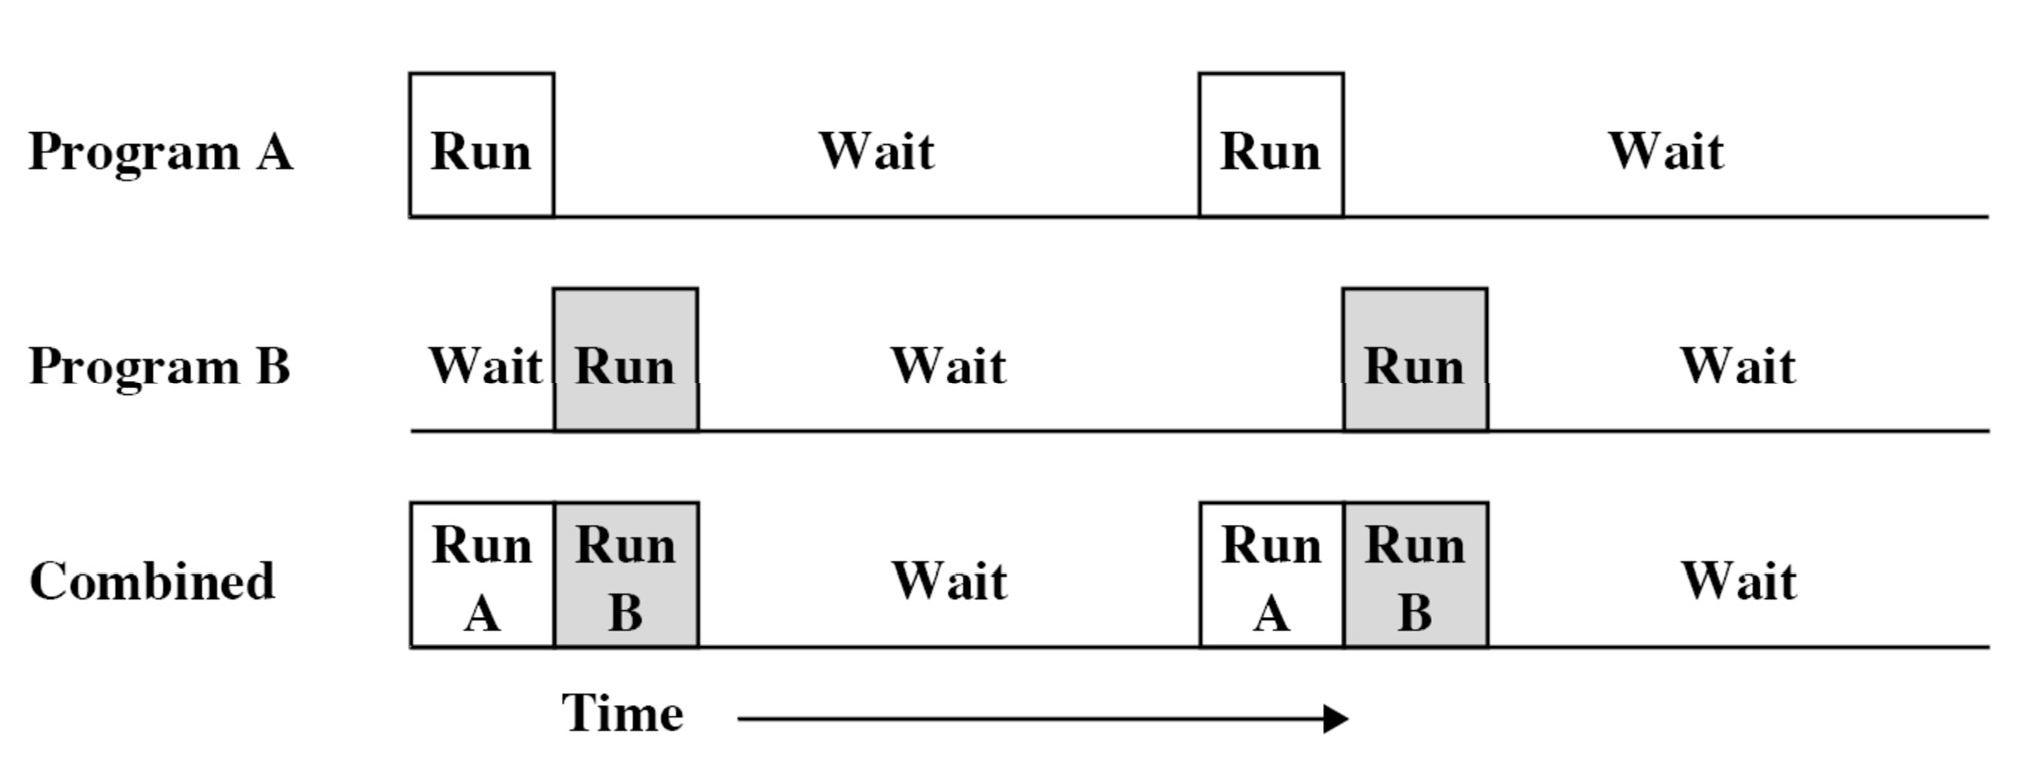 Program A Run Wait Run Wait
Program B Wait Run Wait Run Wait
Combined Run A Run B Wait Run A Run B Wait
Time